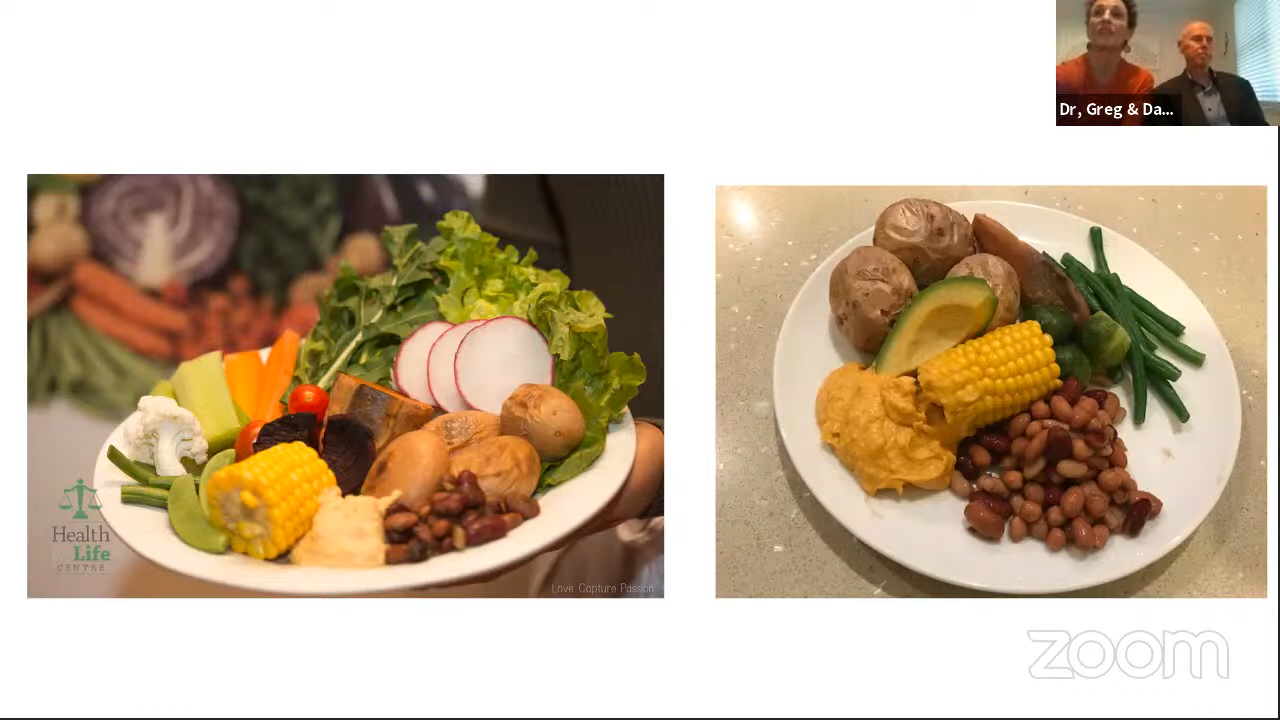 Dr, Greg & Da...
Health
Life
CENTRE
Love Capture Passion
zoom